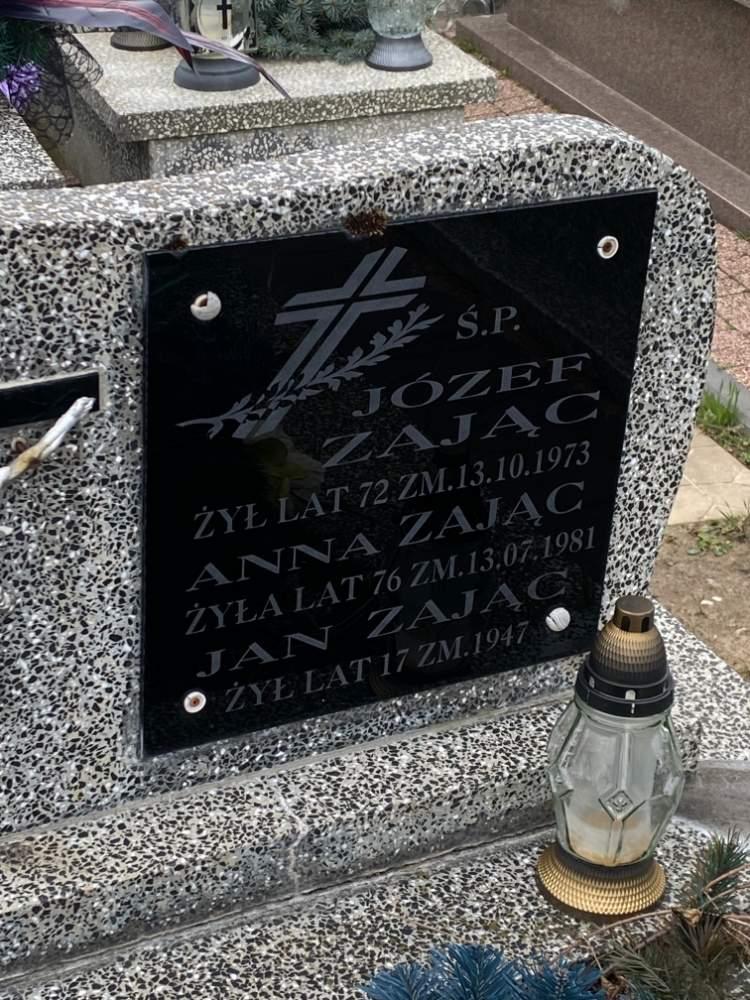 Ś.P.
JÓZEF
ZAJĄC
ŻYŁ LAT 72 ZM.13.10.1973
ANNA ZAJĄC
ŻYŁA LAT 76 ZM.13.07.1981
JAN ZAJĄC
ŻYŁ LAT 17 ZM.1947